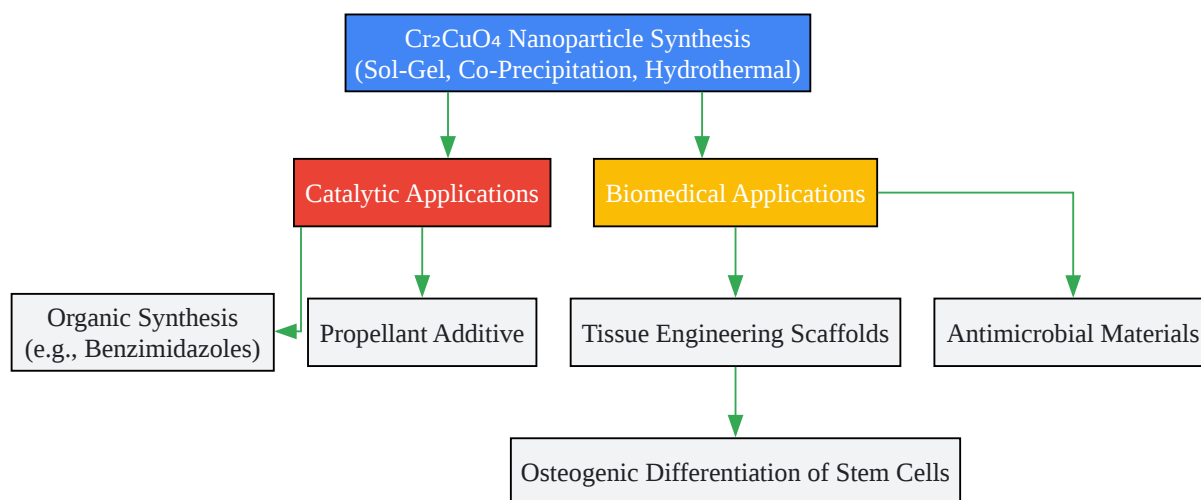 Cr₂CuO₄ Nanoparticle Synthesis
(Sol-Gel, Co-Precipitation, Hydrothermal)
Catalytic Applications
Biomedical Applications
Organic Synthesis
(e.g., Benzimidazoles)
Propellant Additive
Tissue Engineering Scaffolds
Antimicrobial Materials
Osteogenic Differentiation of Stem Cells